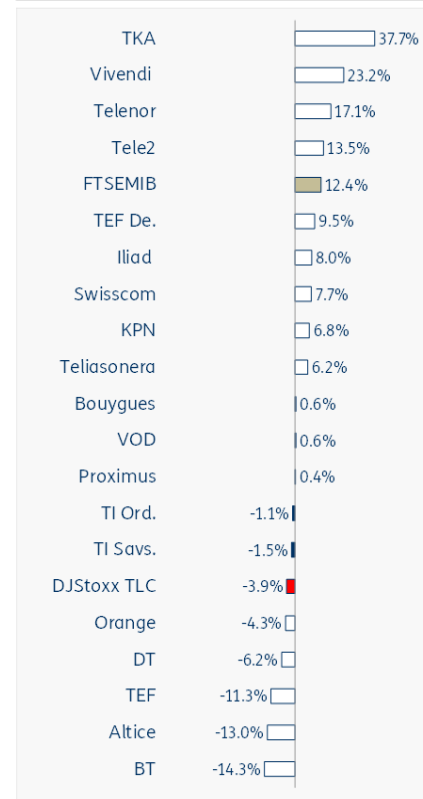 TKA 37.7%
Vivendi 23.2%
Telenor 17.1%
Tele2 13.5%
FTSEMIB 12.4%
TEF De. 9.5%
Iliad 8.0%
Swisscom 7.7%
KPN 6.8%
Teliasonera 6.2%
Bouygues 0.6%
VOD 0.6%
Proximus 0.4%
TI Ord. -1.1%
TI Savs. -1.5%
DJStoxx TLC -3.9%
Orange -4.3%
DT -6.2%
TEF -11.3%
Altice -13.0%
BT -14.3%